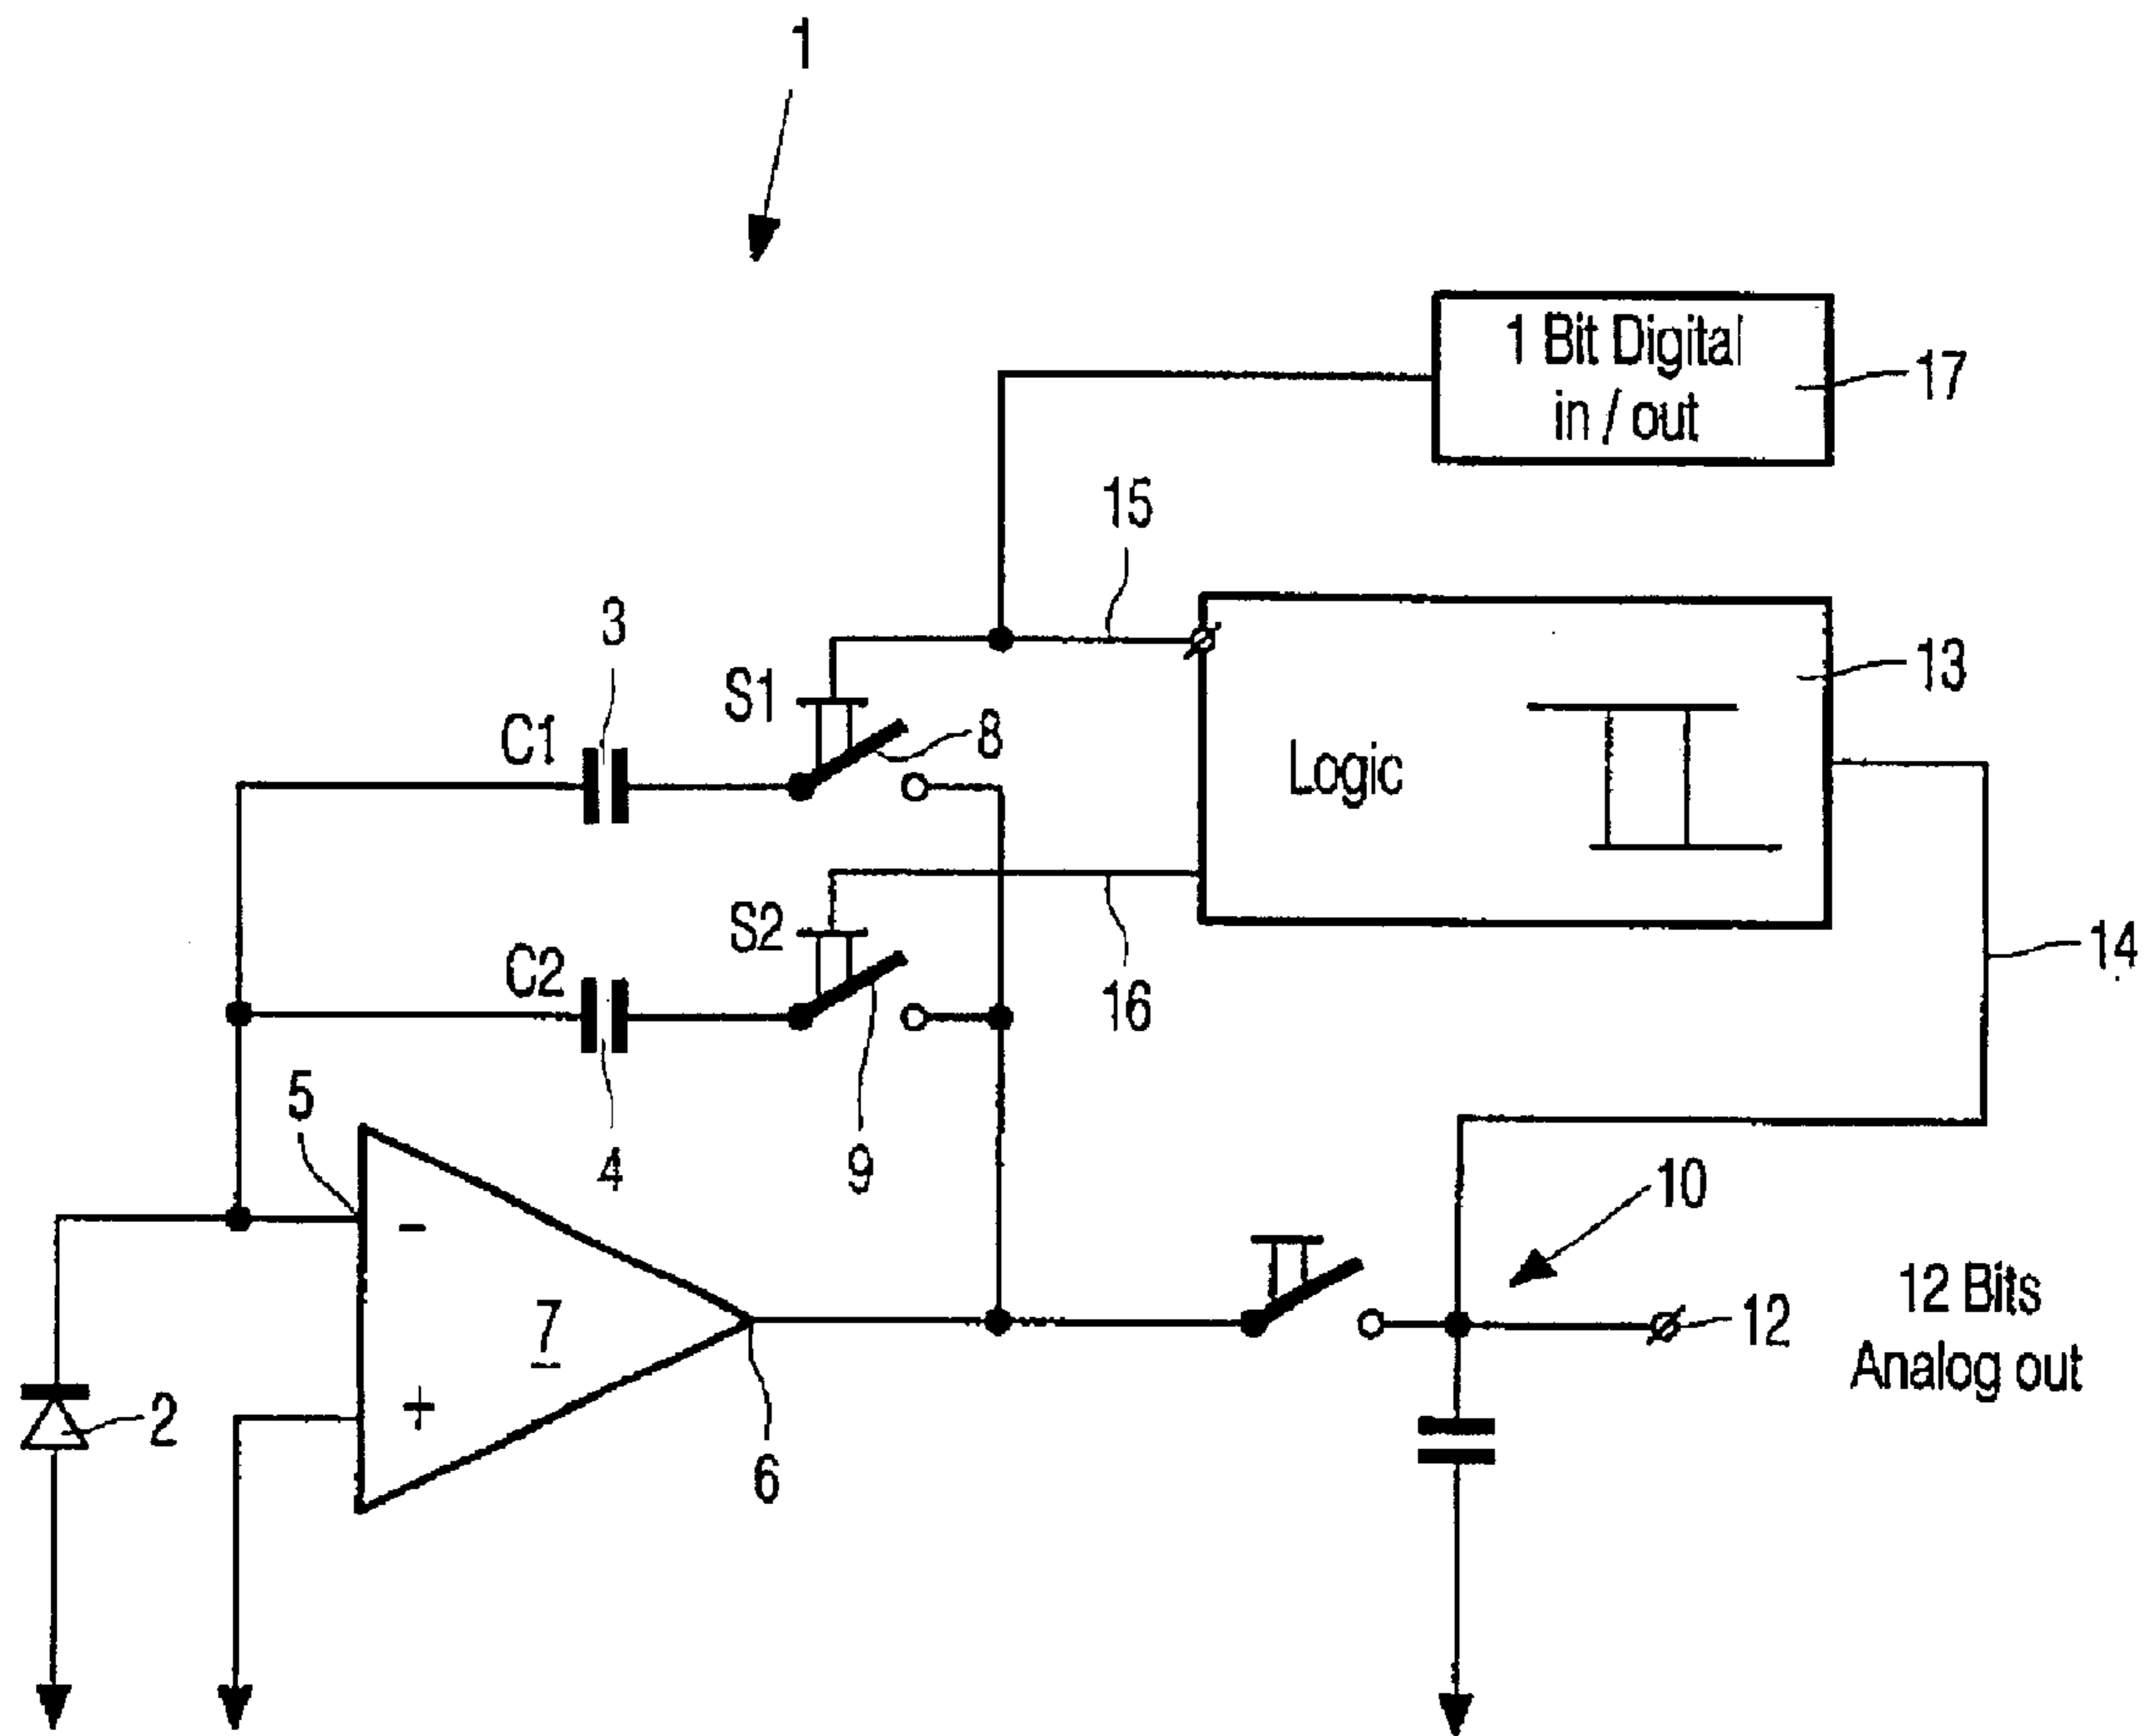 1
1 Bit Digital
in / out
17
15
3
S1
13
C1
8
Logic
S2
14
C2
16
5
4
9
10
-
7
12
12 Bits
Analog out
+
2
6